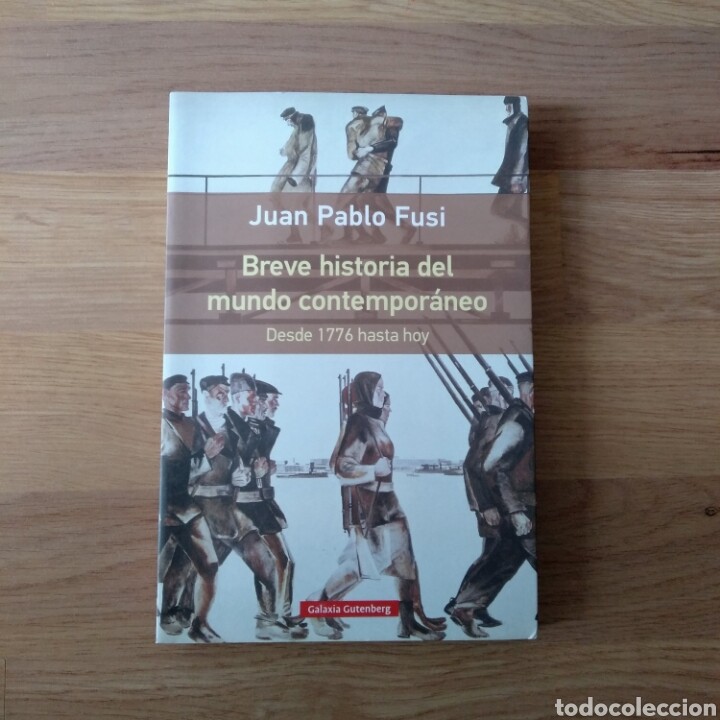 Juan Pablo Fusi
Breve historia del
mundo contemporáneo
Desde 1776 hasta hoy
Galaxia Gutenberg
todocoleccion